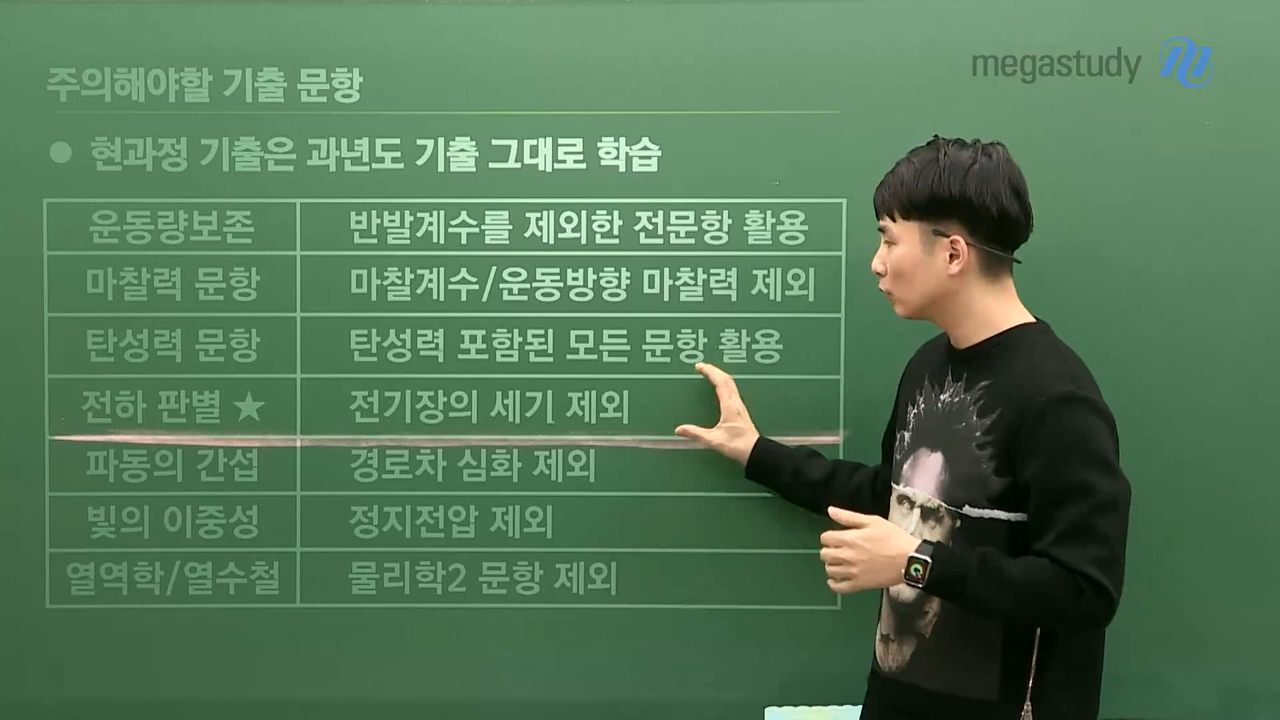 megastudy
주의해야할 기출 문항
● 현과정 기출은 과년도 기출 그대로 학습
운동량보존 반발계수를 제외한 전문항 활용
마찰력 문항 마찰계수/운동방향 마찰력 제외
탄성력 문항 탄성력 포함된 모든 문항 활용
전하 판별 ★ 전기장의 세기 제외
파동의 간섭 경로차 심화 제외
빛의 이중성 정지전압 제외
열역학/열수철 물리학2 문항 제외